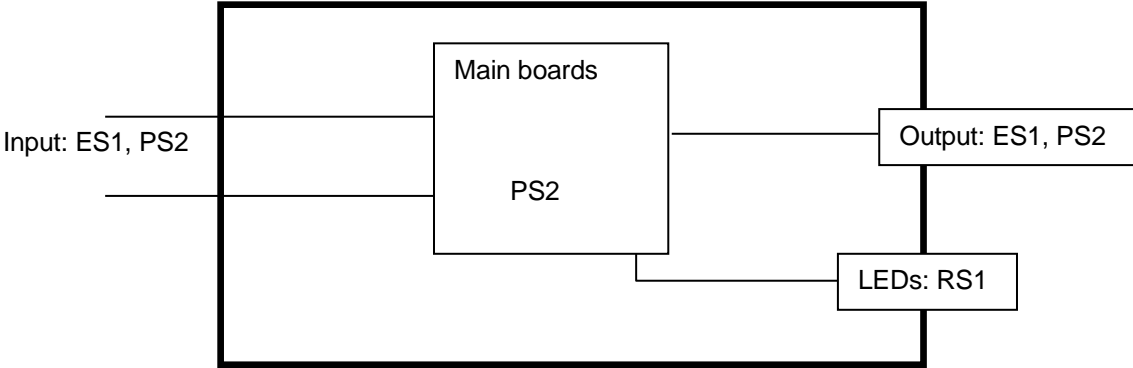 Main boards
Input: ES1, PS2
Output: ES1, PS2
PS2
LEDs: RS1